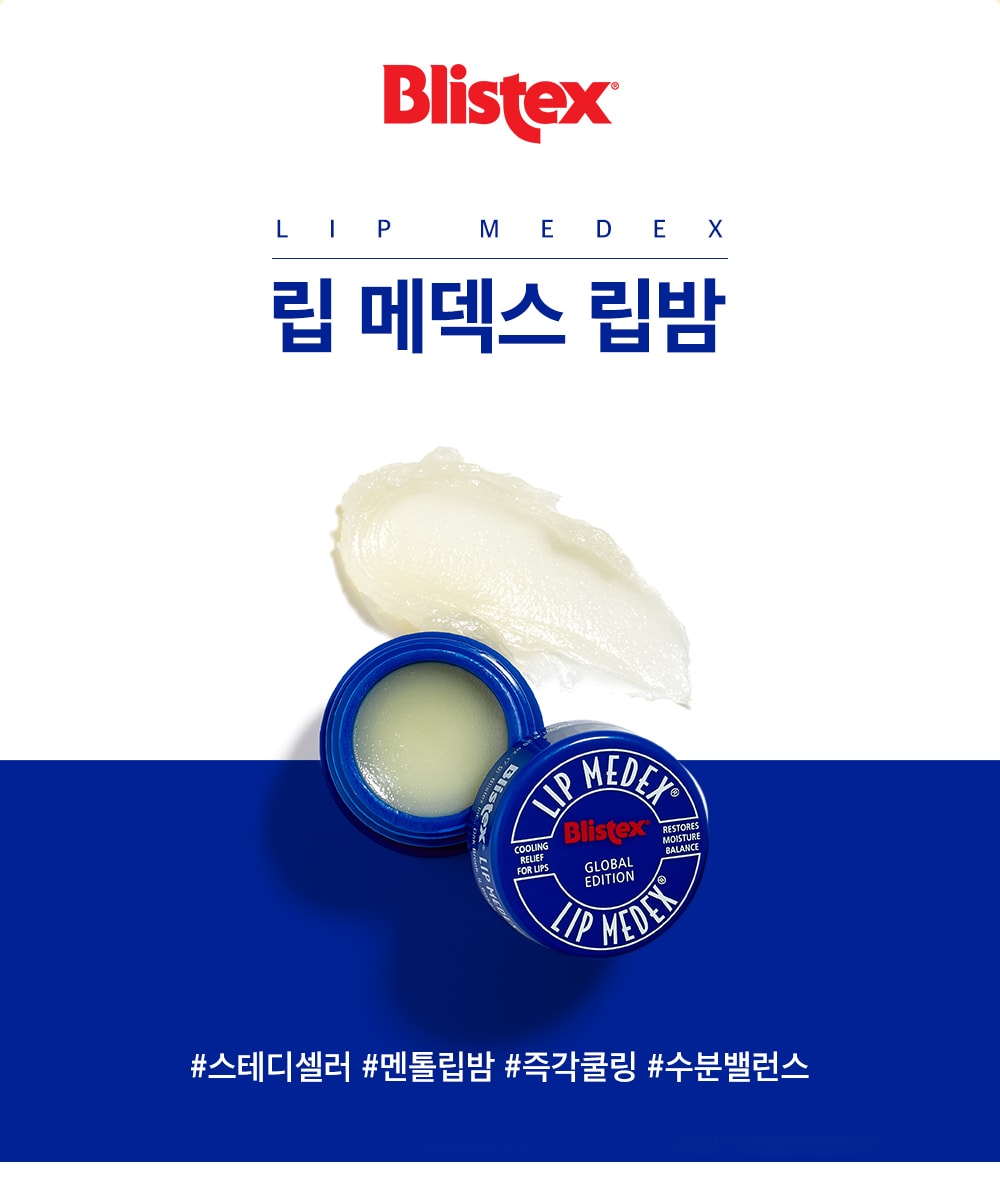 Blistex®
LIP MEDEX
립 메덱스 립밤
LIP MEDEX®
Blistex®
COOLING
RELIEF
FOR LIPS
RESTORES
MOISTURE
BALANCE
GLOBAL
EDITION
LIP MEDEX®
Blistex
#스테디셀러 #멘톨립밤 #즉각쿨링 #수분밸런스